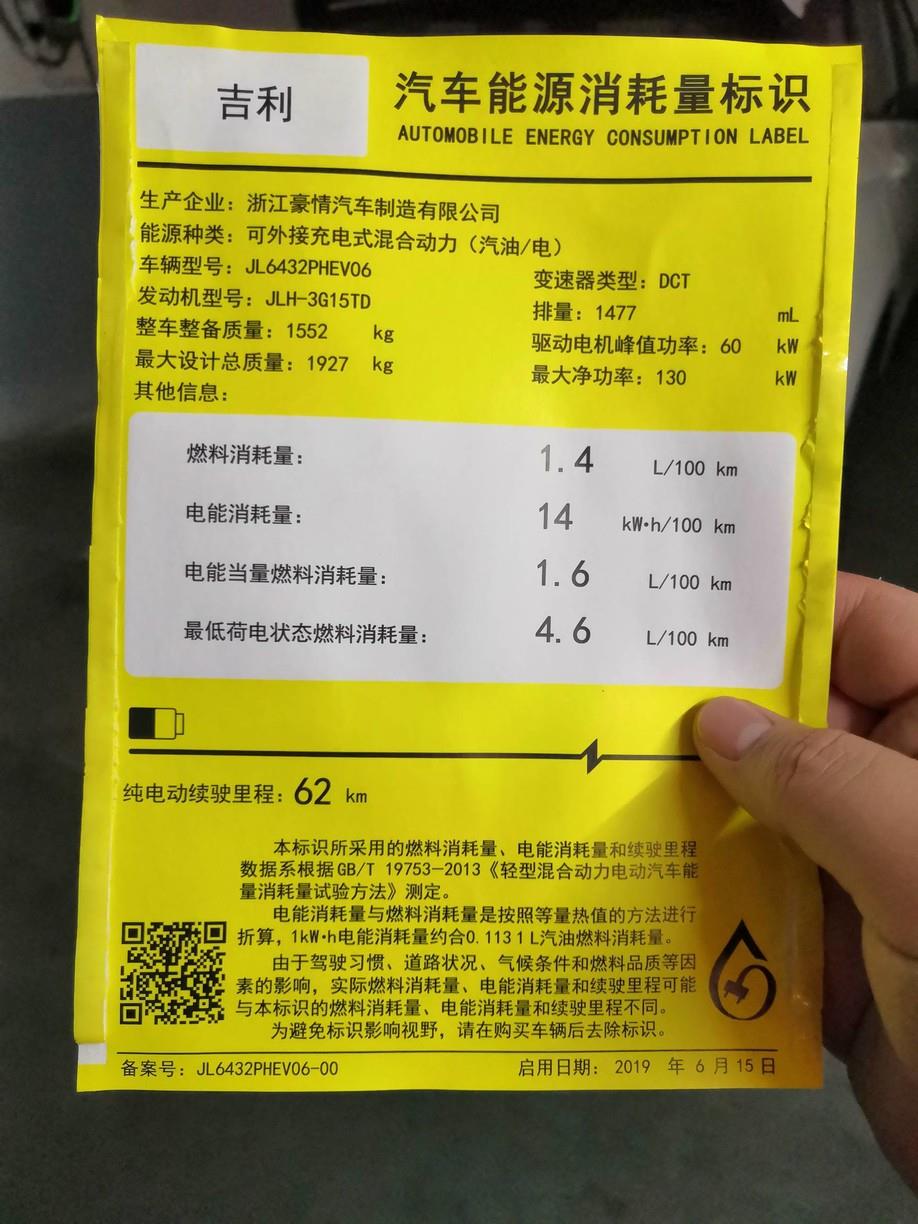 吉利
汽车能源消耗量标识
AUTOMOBILE ENERGY CONSUMPTION LABEL
生产企业：浙江豪情汽车制造有限公司
能源种类：可外接充电式混合动力（汽油/电）
车辆型号：JL6432PHEV06 变速器类型：DCT
发动机型号：JLH-3G15TD 排量：1477 mL
整车整备质量：1552 kg 驱动电机峰值功率：60 kW
最大设计总质量：1927 kg 最大净功率：130 kW
其他信息：
燃料消耗量： 1.4 L/100 km
电能消耗量： 14 kW·h/100 km
电能当量燃料消耗量： 1.6 L/100 km
最低荷电状态燃料消耗量： 4.6 L/100 km
纯电动续驶里程：62 km
本标识所采用的燃料消耗量、电能消耗量和续驶里程
数据系根据GB/T 19753-2013《轻型混合动力电动汽车能
量消耗量试验方法》测定。
电能消耗量与燃料消耗量是按照等量热值的方法进行
折算，1kW·h电能消耗量约合0.1131L汽油燃料消耗量。
由于驾驶习惯、道路状况、气候条件和燃料品质等因
素的影响，实际燃料消耗量、电能消耗量和续驶里程可能
与本标识的燃料消耗量、电能消耗量和续驶里程不同。
为避免标识影响视野，请在购买车辆后去除标识。
备案号：JL6432PHEV06-00 启用日期： 2019 年 6 月 15 日